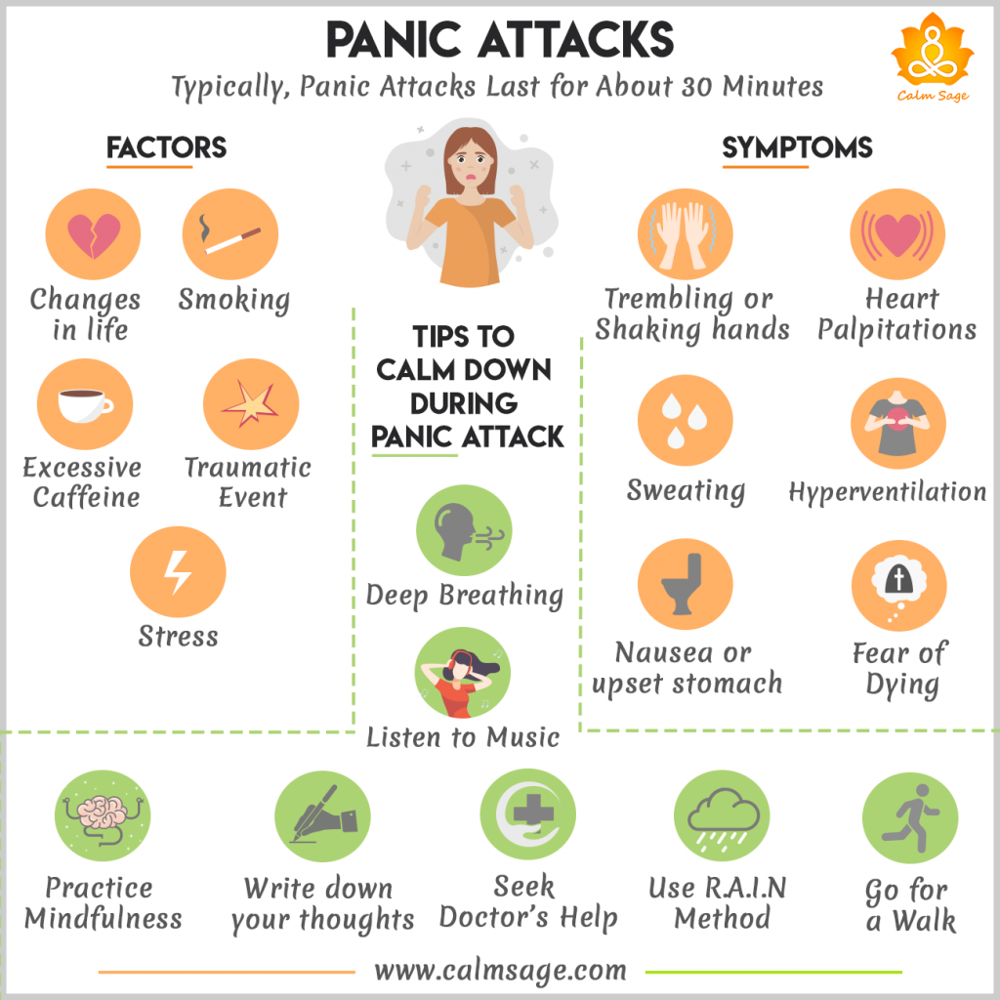 PANIC ATTACKS
Typically, Panic Attacks Last for About 30 Minutes
Calm Sage
FACTORS
Changes
in life
Smoking
Excessive
Caffeine
Traumatic
Event
Stress
SYMPTOMS
Trembling or
Shaking hands
Heart
Palpitations
Sweating
Hyperventilation
Nausea or
upset stomach
Fear of
Dying
TIPS TO
CALM DOWN
DURING
PANIC ATTACK
Deep Breathing
Listen to Music
Practice
Mindfulness
Write down
your thoughts
Seek
Doctor's Help
Use R.A.I.N
Method
Go for
a Walk
www.calmsage.com